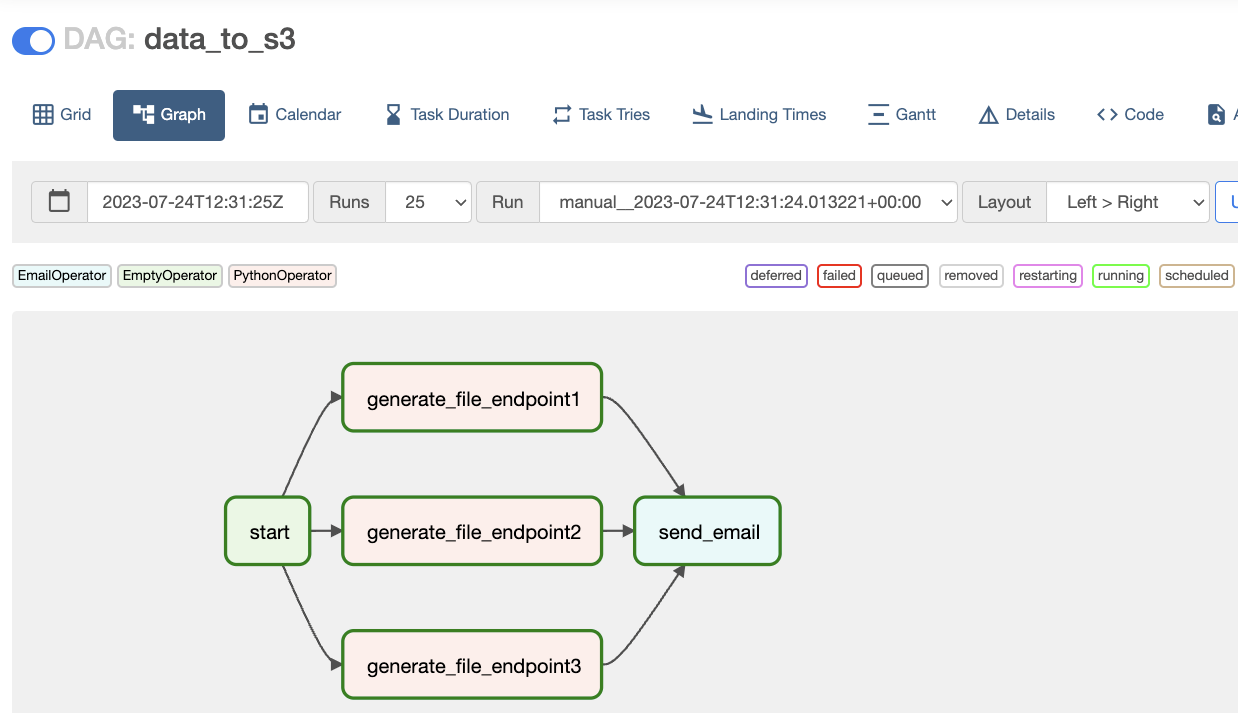 DAG: data_to_s3
Grid Graph Calendar Task Duration Task Tries Landing Times Gantt Details <> Code
2023-07-24T12:31:25Z Runs 25 Run manual__2023-07-24T12:31:24.013221+00:00 Layout Left > Right
EmailOperator EmptyOperator PythonOperator deferred failed queued removed restarting running scheduled
generate_file_endpoint1
start generate_file_endpoint2 send_email
generate_file_endpoint3